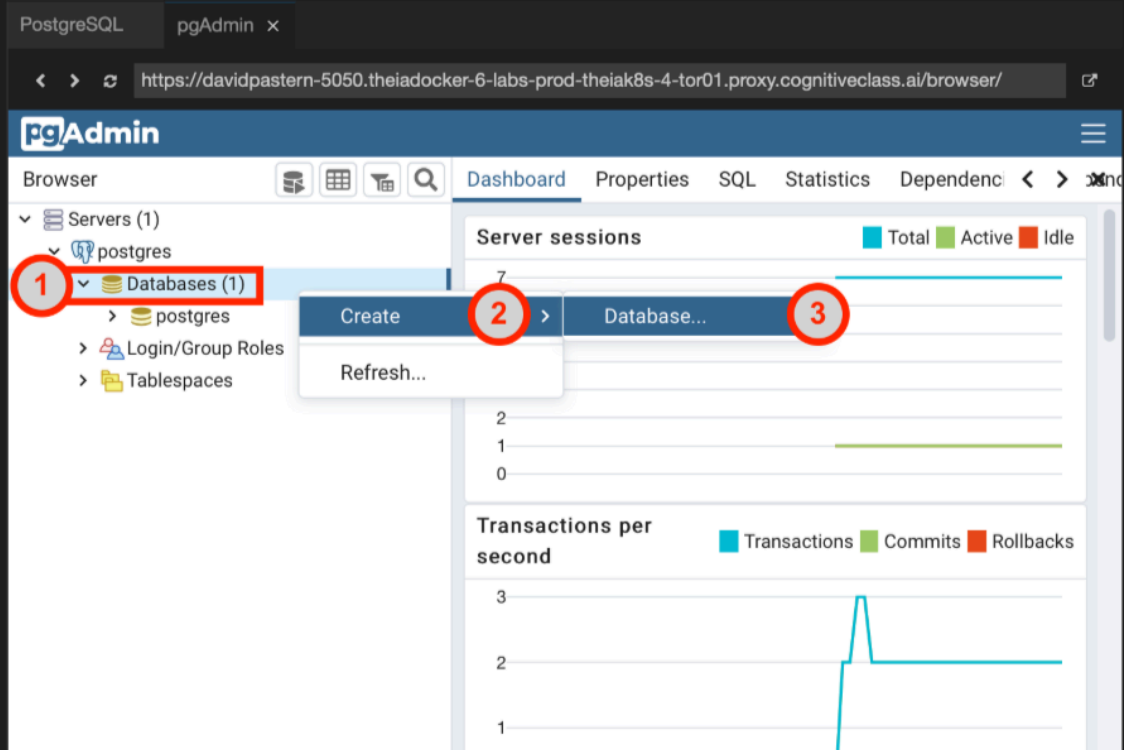 PostgreSQL
pgAdmin ×
https://davidpastern-5050.theiadocker-6-labs-prod-theiak8s-4-tor01.proxy.cognitiveclass.ai/browser/
pgAdmin
Browser
Dashboard Properties SQL Statistics Dependenci
Servers (1)
postgres
1
Databases (1)
postgres
Login/Group Roles
Tablespaces
Create 2
Database... 3
Refresh...
Server sessions
Total Active Idle
7
2
1
0
Transactions per
second
Transactions Commits Rollbacks
3
2
1